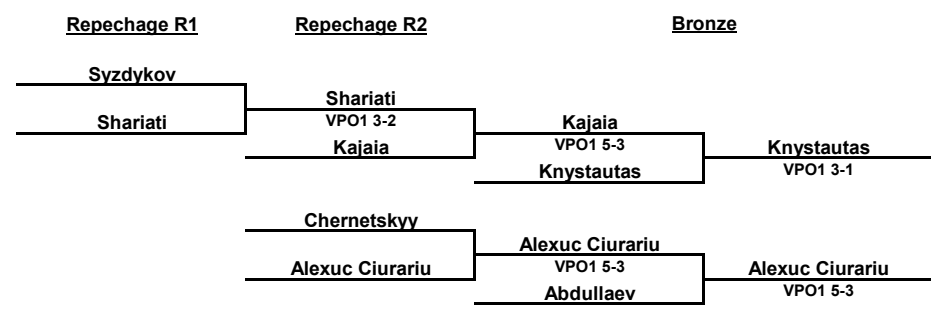 Repechage R1 Repechage R2 Bronze
Syzdykov
Shariati
Shariati
VPO1 3-2
Kajaia
Kajaia
VPO1 5-3
Knystautas
Knystautas
VPO1 3-1
Chernetskyy
Alexuc Ciurariu
Alexuc Ciurariu
VPO1 5-3
Abdullaev
Alexuc Ciurariu
VPO1 5-3